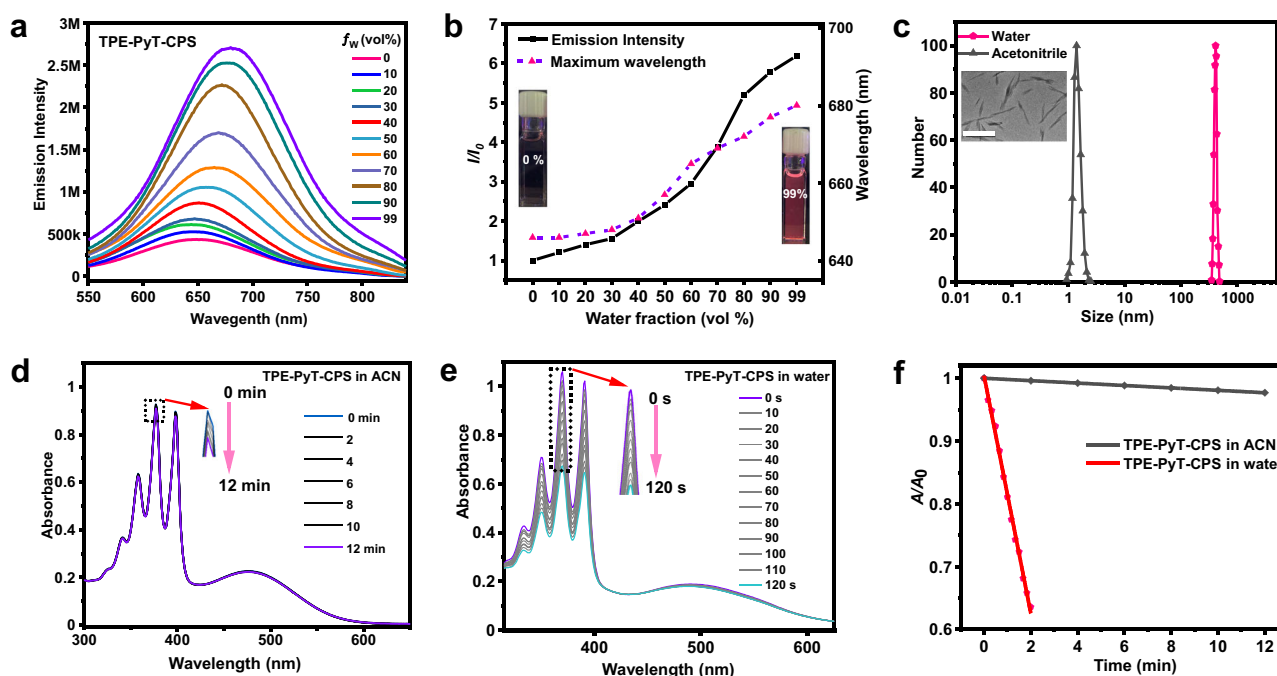 a
TPE-PyT-CPS
fw (vol%)
0
10
20
30
40
50
60
70
80
90
99
3M
2.5M
2M
1.5M
1M
500k
0
Emission Intensity
550 600 650 700 750 800
Wavegenth (nm)
b
Emission Intensity
Maximum wavelength
0 %
99%
7
6
5
4
3
2
1
0
I/I0
700
680
660
640
Wavelength (nm)
0 10 20 30 40 50 60 70 80 90 99
Water fraction (vol %)
c
Water
Acetonitrile
100
80
60
40
20
0
Number
0.01 0.1 1 10 100 1000
Size (nm)
d
TPE-PyT-CPS in ACN
0 min
12 min
0 min
2
4
6
8
10
12 min
1
0.8
0.6
0.4
0.2
0
Absorbance
300 400 500 600
Wavelength (nm)
e
TPE-PyT-CPS in water
0 s
120 s
0 s
10
20
30
40
50
60
70
80
90
100
110
120 s
1
0.8
0.6
0.4
0.2
0
Absorbance
400 500 600
Wavelength (nm)
f
TPE-PyT-CPS in ACN
TPE-PyT-CPS in water
1
0.9
0.8
0.7
0.6
A/A0
0 2 4 6 8 10 12
Time (min)